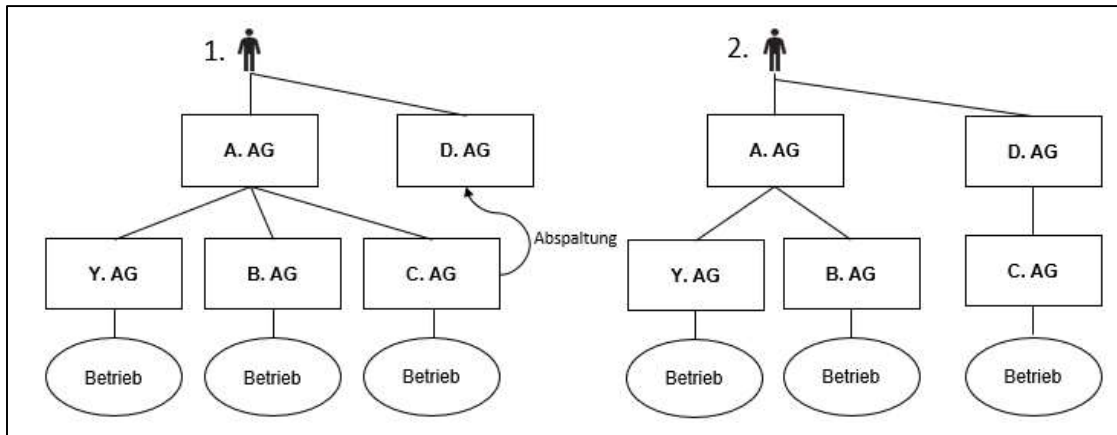 1.
2.
A. AG
D. AG
A. AG
D. AG
Abspaltung
Y. AG
B. AG
C. AG
Y. AG
B. AG
C. AG
Betrieb
Betrieb
Betrieb
Betrieb
Betrieb
Betrieb